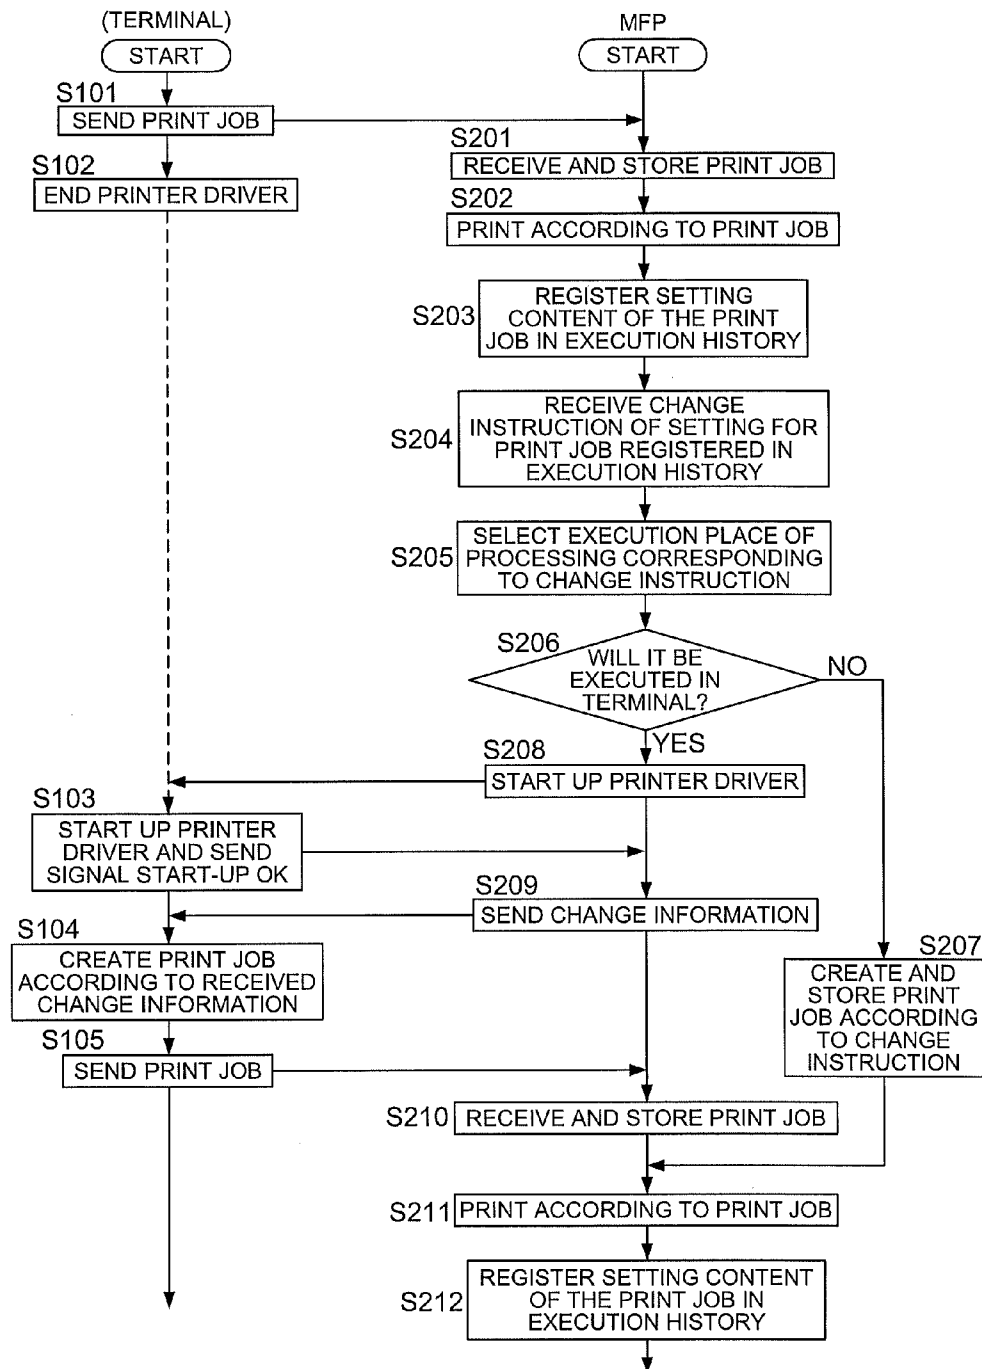 (TERMINAL)
START
MFP
START
S101
SEND PRINT JOB
S201
RECEIVE AND STORE PRINT JOB
S102
END PRINTER DRIVER
S202
PRINT ACCORDING TO PRINT JOB
S203
REGISTER SETTING
CONTENT OF THE PRINT
JOB IN EXECUTION HISTORY
S204
RECEIVE CHANGE
INSTRUCTION OF SETTING FOR
PRINT JOB REGISTERED IN
EXECUTION HISTORY
S205
SELECT EXECUTION PLACE OF
PROCESSING CORRESPONDING
TO CHANGE INSTRUCTION
S206
WILL IT BE
EXECUTED IN
TERMINAL?
NO
YES
S208
START UP PRINTER DRIVER
S103
START UP PRINTER
DRIVER AND SEND
SIGNAL START-UP OK
S209
SEND CHANGE INFORMATION
S104
CREATE PRINT JOB
ACCORDING TO RECEIVED
CHANGE INFORMATION
S207
CREATE AND
STORE PRINT
JOB ACCORDING
TO CHANGE
INSTRUCTION
S105
SEND PRINT JOB
S210
RECEIVE AND STORE PRINT JOB
S211
PRINT ACCORDING TO PRINT JOB
S212
REGISTER SETTING CONTENT
OF THE PRINT JOB IN
EXECUTION HISTORY